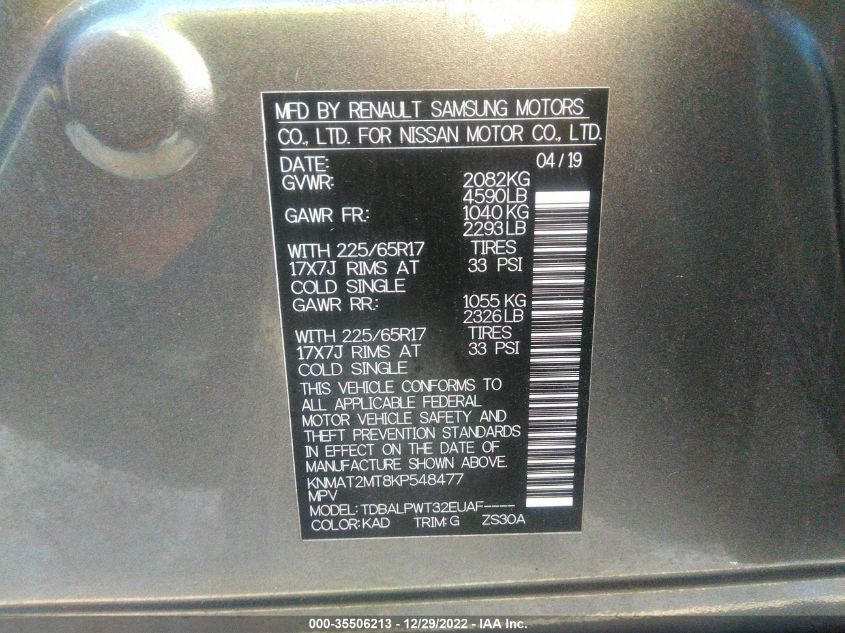 MFD BY RENAULT SAMSUNG MOTORS
CO., LTD. FOR NISSAN MOTOR CO., LTD.
DATE: 04/19
GVWR: 2082KG
4590LB
GAWR FR: 1040KG
2293LB
WITH 225/65R17 TIRES
17X7J RIMS AT 33 PSI
COLD SINGLE
GAWR RR: 1055 KG
2326LB
WITH 225/65R17 TIRES
17X7J RIMS AT 33 PSI
COLD SINGLE
THIS VEHICLE CONFORMS TO
ALL APPLICABLE FEDERAL
MOTOR VEHICLE SAFETY AND
THEFT PREVENTION STANDARDS
IN EFFECT ON THE DATE OF
MANUFACTURE SHOWN ABOVE.
KNMAT2MT8KP548477
MPV
MODEL: TDBALPWT32EUAF----
COLOR: KAD TRIM: G ZS30A
000-35506213 - 12/29/2022 - © IAA Inc.